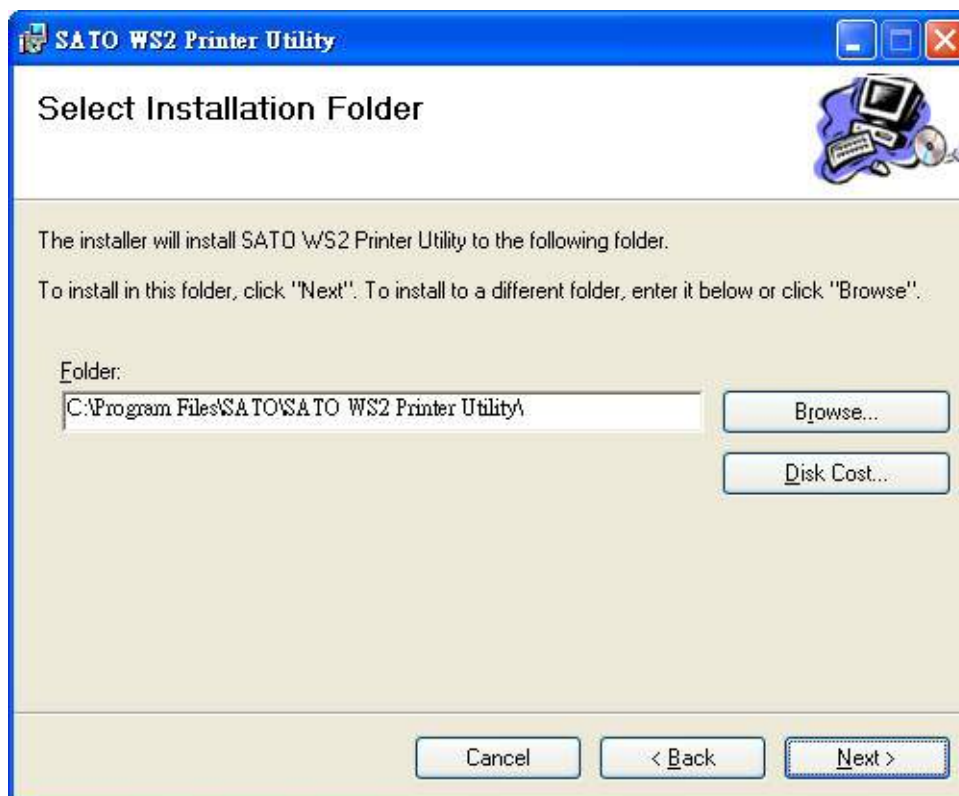 SATO WS2 Printer Utility
Select Installation Folder
The installer will install SATO WS2 Printer Utility to the following folder.
To install in this folder, click "Next". To install to a different folder, enter it below or click "Browse".
Folder:
C:\Program Files\SATO\SATO WS2 Printer Utility\
Browse...
Disk Cost...
Cancel
< Back
Next >